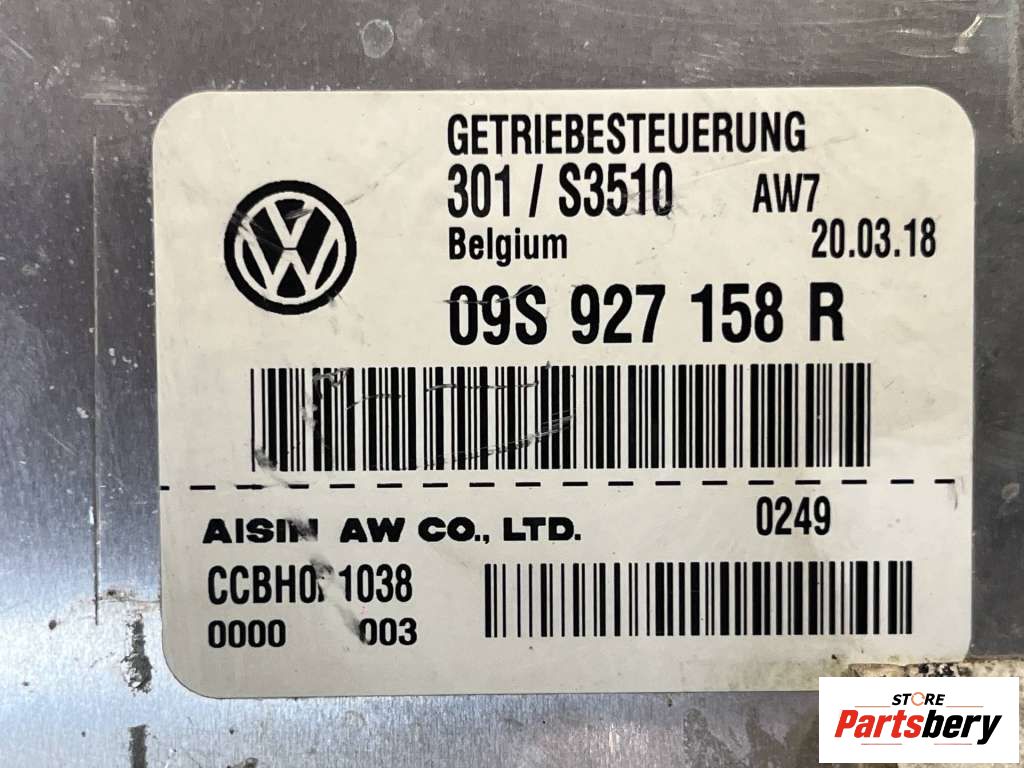 GETRIEBESTEUERUNG
301 / S3510 AW7
Belgium 20.03.18
09S 927 158 R
AISIN AW CO., LTD. 0249
1038
0000 003
STORE
Partsbery